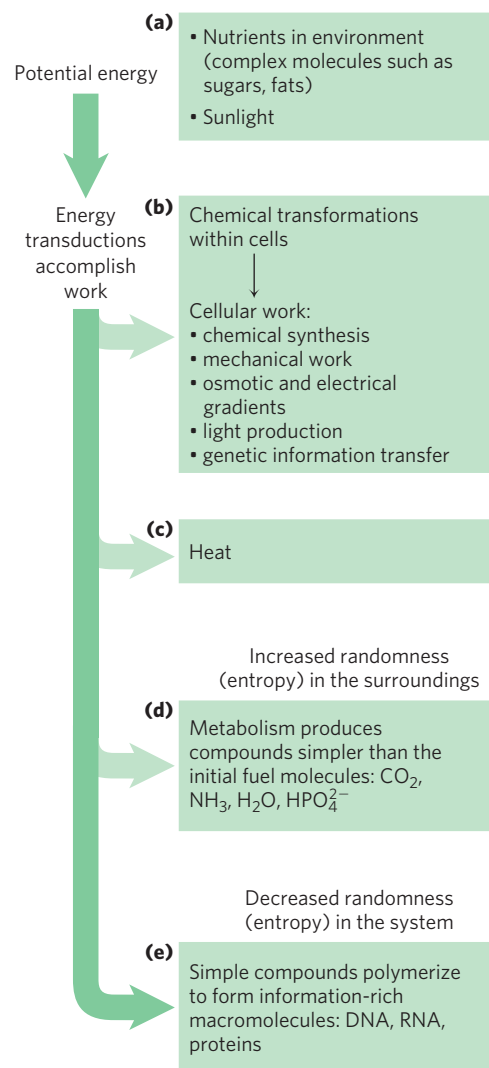 (a)
• Nutrients in environment
(complex molecules such as
sugars, fats)
• Sunlight
Potential energy
Energy
transductions
accomplish
work
(b)
Chemical transformations
within cells
Cellular work:
• chemical synthesis
• mechanical work
• osmotic and electrical
gradients
• light production
• genetic information transfer
(c)
Heat
Increased randomness
(entropy) in the surroundings
(d)
Metabolism produces
compounds simpler than the
initial fuel molecules: CO₂,
NH₃, H₂O, HPO₄²⁻
Decreased randomness
(entropy) in the system
(e)
Simple compounds polymerize
to form information-rich
macromolecules: DNA, RNA,
proteins